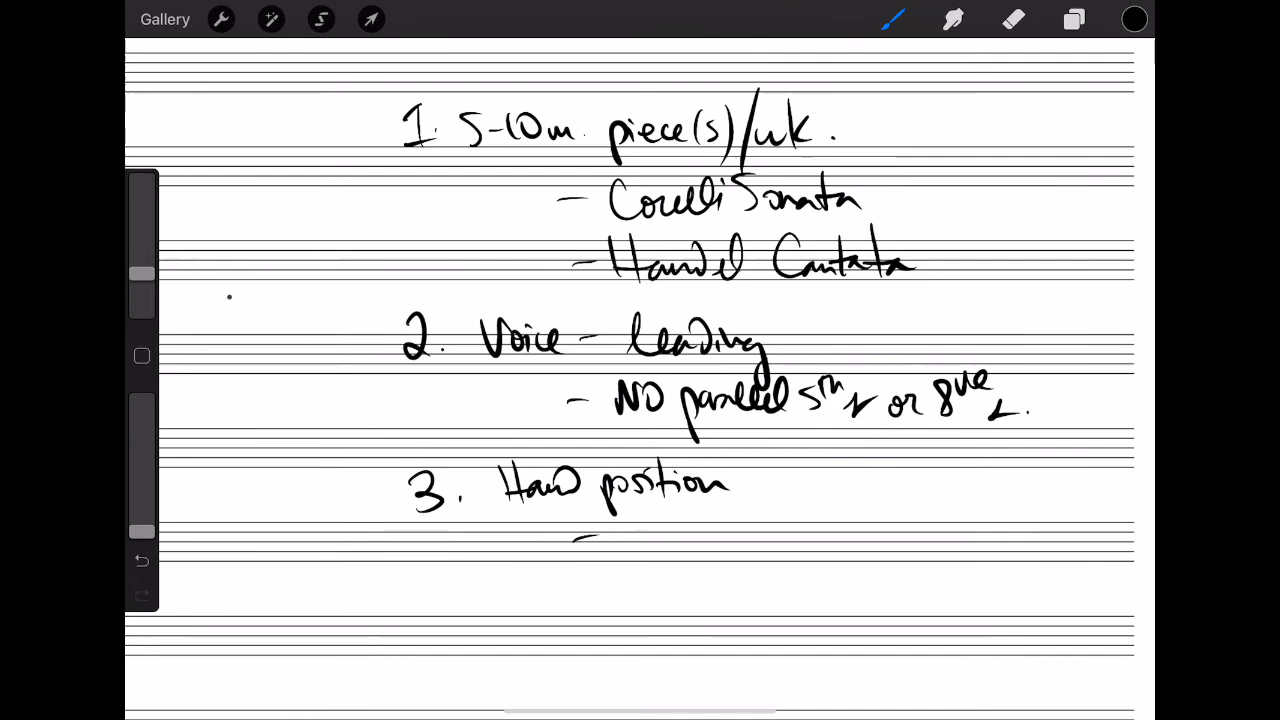 Gallery
1. 5-10m. piece(s)/wk.
- Corelli Sonata
- Handel Cantata
2. Voice-leading
- NO parallel 5ths or 8ves.
3. Hand position
-